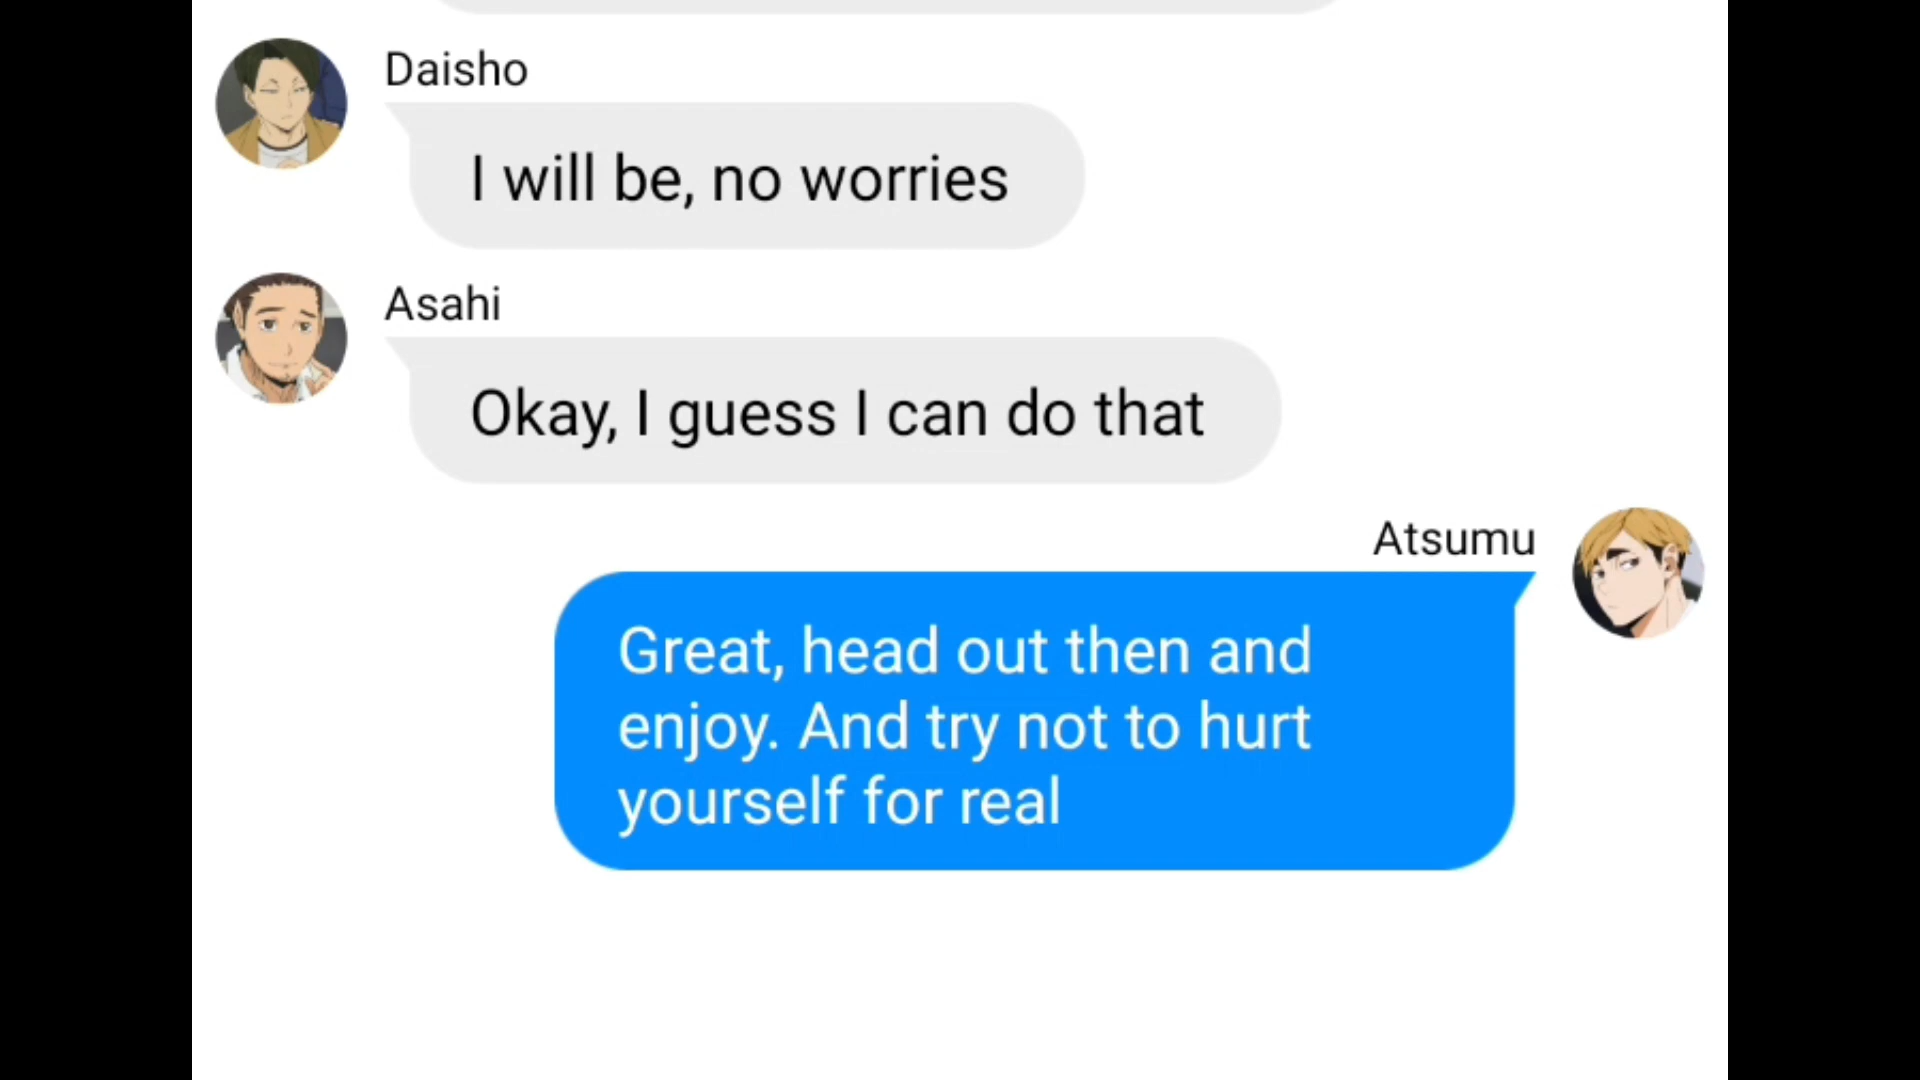 Daisho
I will be, no worries
Asahi
Okay, I guess I can do that
Atsumu
Great, head out then and
enjoy. And try not to hurt
yourself for real